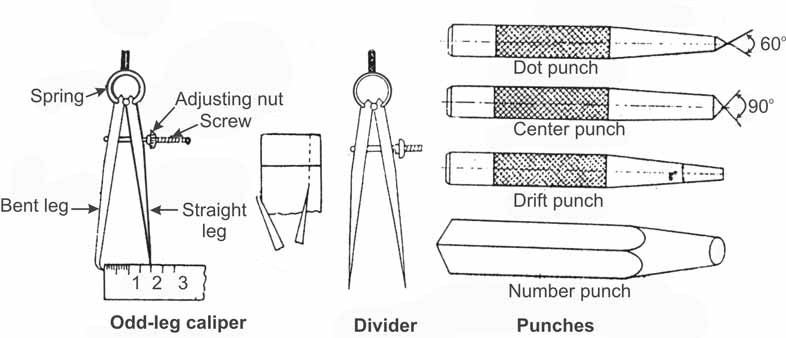 Spring
Adjusting nut
Screw
Bent leg
Straight
leg
1 2 3
Odd-leg caliper
Divider
60°
Dot punch
90°
Center punch
Drift punch
Number punch
Punches